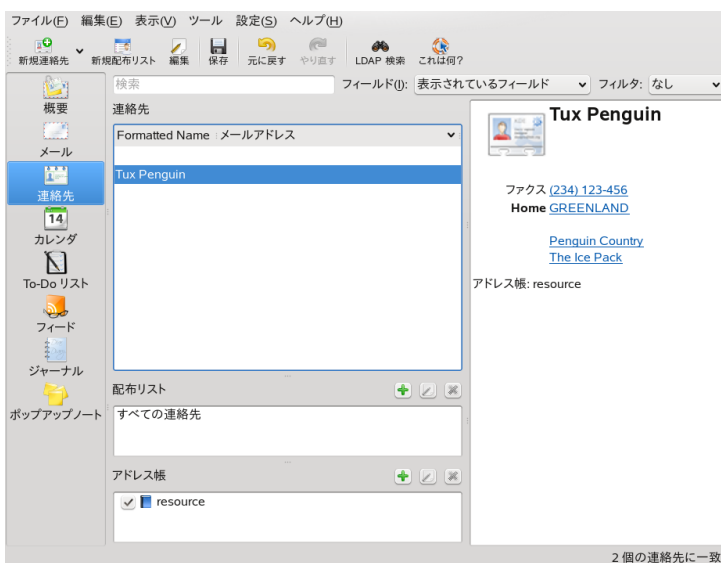 ファイル(F) 編集(E) 表示(V) ツール 設定(S) ヘルプ(H)
新規連絡先 新規配布リスト 編集 保存 元に戻す やり直す LDAP 検索 これは何?
検索 フィールド(I): 表示されているフィールド フィルタ: なし
概要
メール
連絡先
14
カレンダ
To-Do リスト
フィード
ジャーナル
ポップアップノート
連絡先
Formatted Name メールアドレス
Tux Penguin
配布リスト
すべての連絡先
アドレス帳
resource
Tux Penguin
ファクス (234) 123-456
Home GREENLAND
Penguin Country
The Ice Pack
アドレス帳: resource
2 個の連絡先に一致